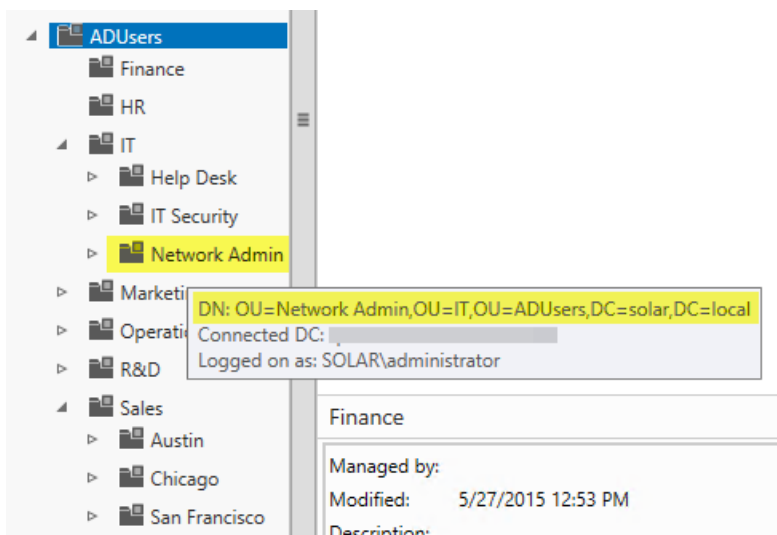 ADUsers
Finance
HR
IT
Help Desk
IT Security
Network Admin
DN: OU=Network Admin,OU=IT,OU=ADUsers,DC=solar,DC=local
Connected DC:
Logged on as: SOLAR\administrator
R&D
Sales
Austin
Chicago
San Francisco
Finance
Managed by:
Modified: 5/27/2015 12:53 PM
Description: